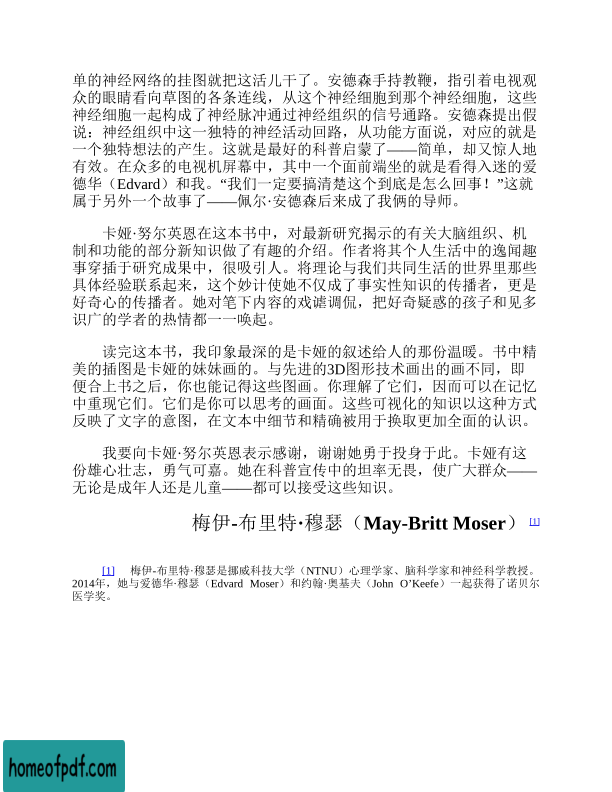 单的神经网络的挂图就把这活儿干了。安德森手持教鞭，指引着电视观
众的眼睛看向草图的各条连线，从这个神经细胞到那个神经细胞，这些
神经细胞一起构成了神经脉冲通过神经组织的信号通路。安德森提出假
说：神经组织中这一独特的神经活动回路，从功能方面说，对应的就是
一个独特想法的产生。这就是最好的科普启蒙了——简单，却又惊人地
有效。在众多的电视机屏幕中，其中一个面前端坐的就是看得入迷的爱
德华（Edvard）和我。“我们一定要搞清楚这个到底是怎么回事！”这就
属于另外一个故事了——佩尔·安德森后来成了我俩的导师。
卡娅·努尔英恩在这本书中，对最新研究揭示的有关大脑组织、机
制和功能的部分新知识做了有趣的介绍。作者将其个人生活中的逸闻趣
事穿插于研究成果中，很吸引人。将理论与我们共同生活的世界里那些
具体经验联系起来，这个妙计使她不仅成了事实性知识的传播者，更是
好奇心的传播者。她对笔下内容的戏谑调侃，把好奇疑惑的孩子和见多
识广的学者的热情都一一唤起。
读完这本书，我印象最深的是卡娅的叙述给人的那份温暖。书中精
美的插图是卡娅的妹妹画的。与先进的3D图形技术画出的画不同，即
便合上书之后，你也能记得这些图画。你理解了它们，因而可以在记忆
中重现它们。它们是你可以思考的画面。这些可视化的知识以这种方式
反映了文字的意图，在文本中细节和精确被用于换取更加全面的认识。
我要向卡娅·努尔英恩表示感谢，谢谢她勇于投身于此。卡娅有这
份雄心壮志，勇气可嘉。她在科普宣传中的坦率无畏，使广大群众——
无论是成年人还是儿童——都可以接受这些知识。
梅伊-布里特·穆瑟（May-Britt Moser） [1]
[1] 梅伊-布里特·穆瑟是挪威科技大学（NTNU）心理学家、脑科学家和神经科学教授。
2014年，她与爱德华·穆瑟（Edvard Moser）和约翰·奥基夫（John O’Keefe）一起获得了诺贝尔
医学奖。
homeofpdf.com